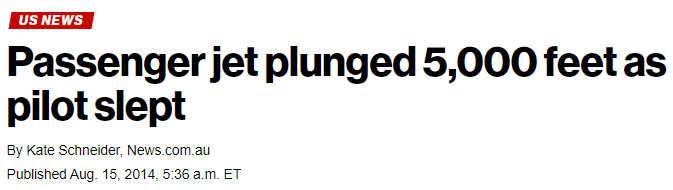 US NEWS
Passenger jet plunged 5,000 feet as
pilot slept
By Kate Schneider, News.com.au
Published Aug. 15, 2014, 5:36 a.m. ET